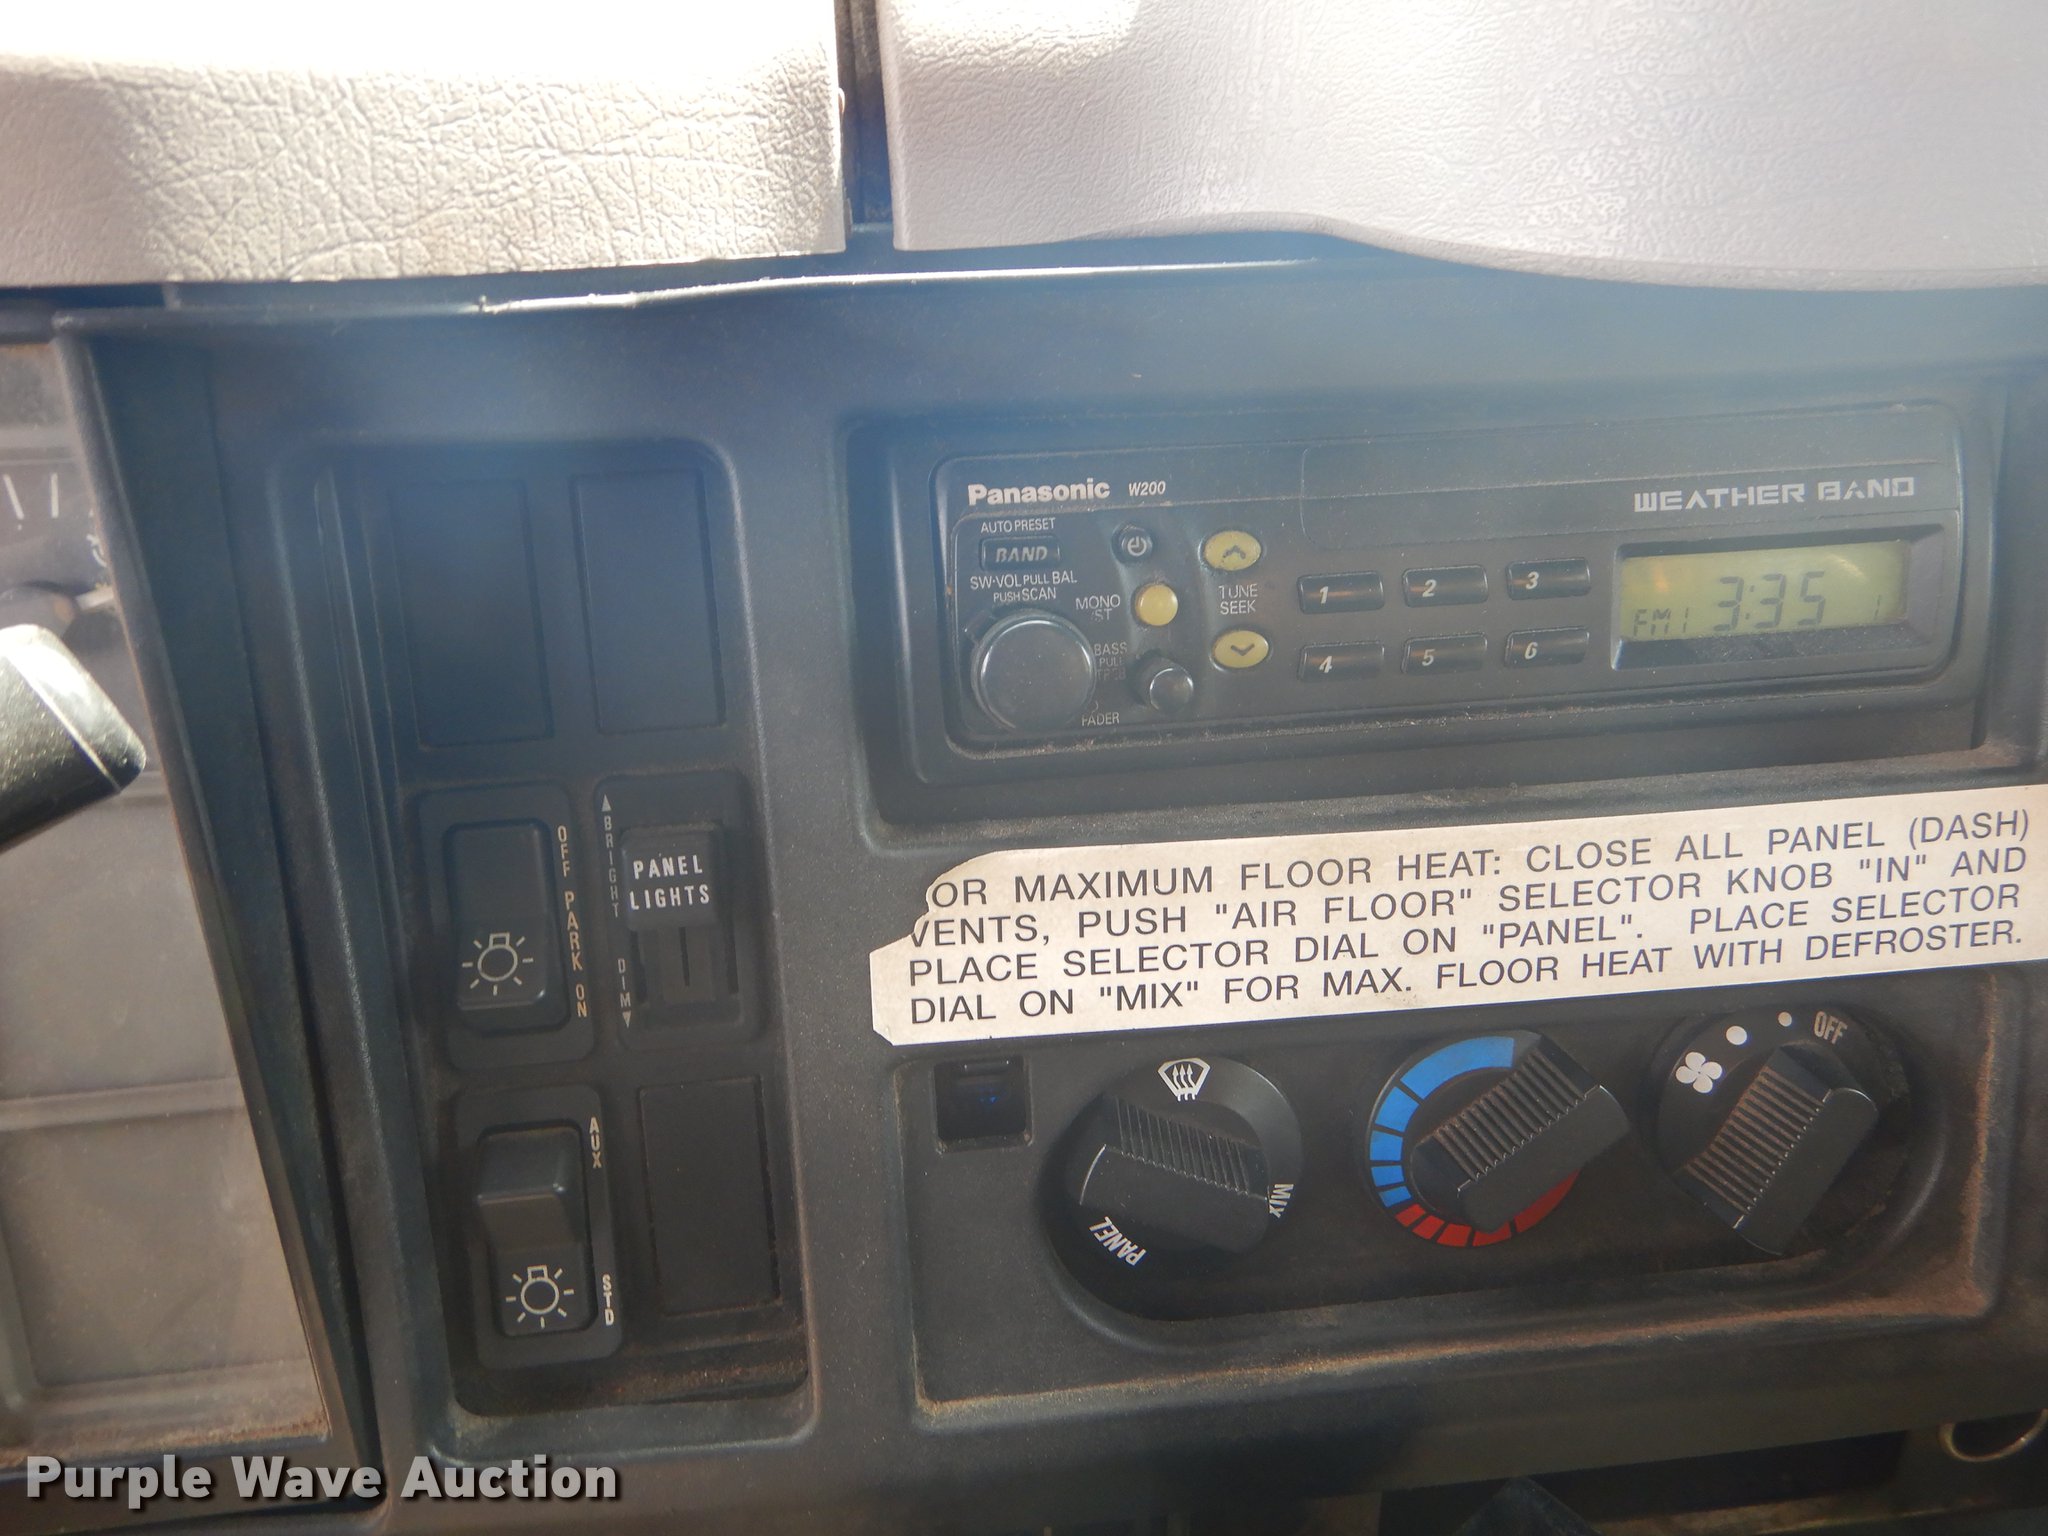 Panasonic W200
WEATHER BAND
AUTO PRESET
BAND
SW-VOL PULL BAL
PUSH SCAN
MONO
/ST
BASS
PULL
TREB
FADER
TUNE
SEEK
1 2 3
4 5 6
FM1 3:35 1
OFF PARK ON
BRIGHT
PANEL
LIGHTS
DIM
AUX
STD
OR MAXIMUM FLOOR HEAT: CLOSE ALL PANEL (DASH)
VENTS, PUSH "AIR FLOOR" SELECTOR KNOB "IN" AND
PLACE SELECTOR DIAL ON "PANEL". PLACE SELECTOR
DIAL ON "MIX" FOR MAX. FLOOR HEAT WITH DEFROSTER.
MIX
PANEL
OFF
Purple Wave Auction